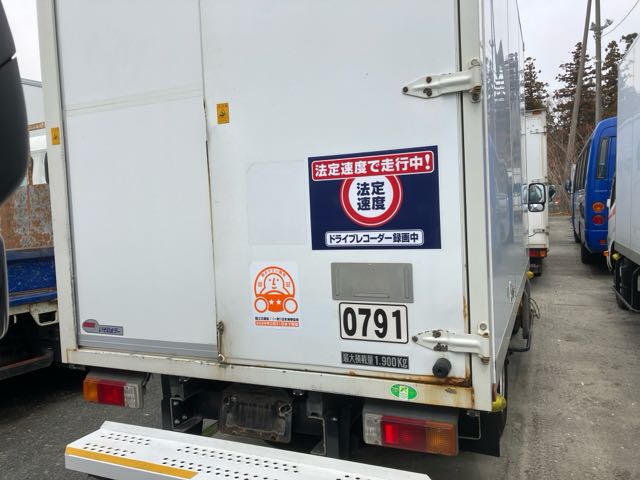 法定速度で走行中!
法定
速度
ドライブレコーダー録画中
0791
最大積載量 1.900Kg